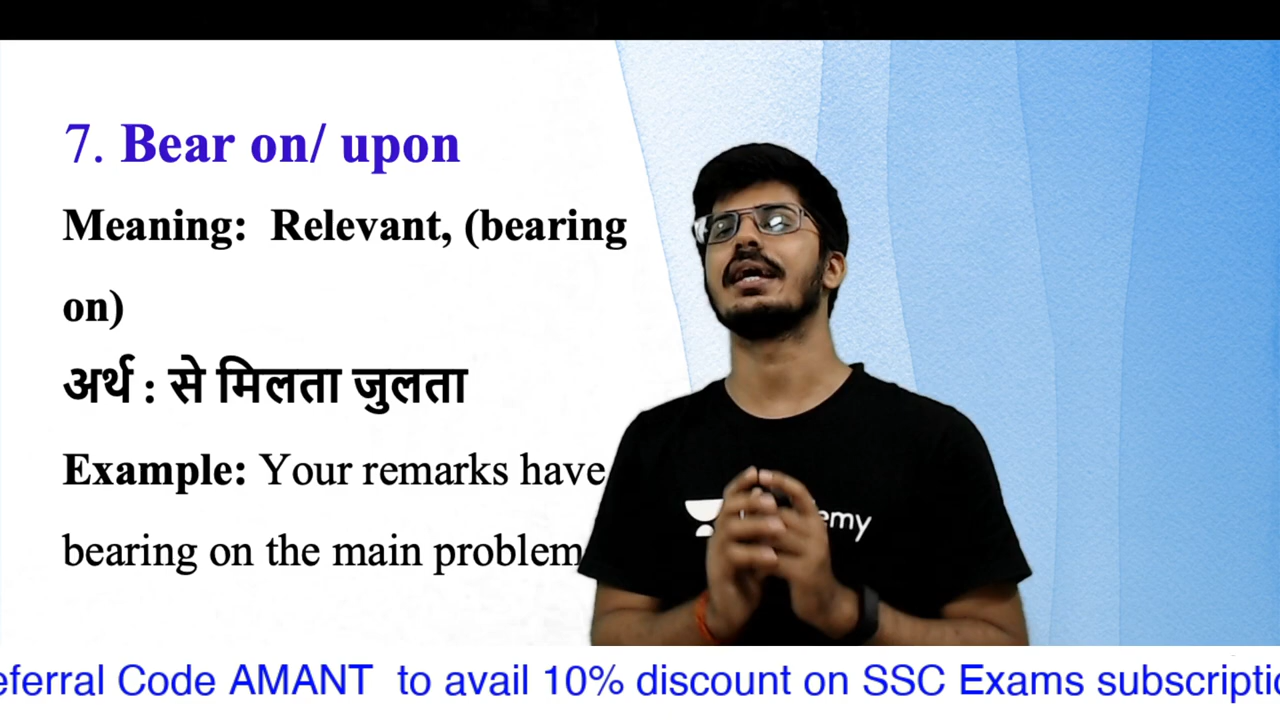 7. Bear on/ upon
Meaning: Relevant, (bearing
on)
अर्थ : से मिलता जुलता
Example: Your remarks have
bearing on the main problem
eferral Code AMANT to avail 10% discount on SSC Exams subscriptio
emy